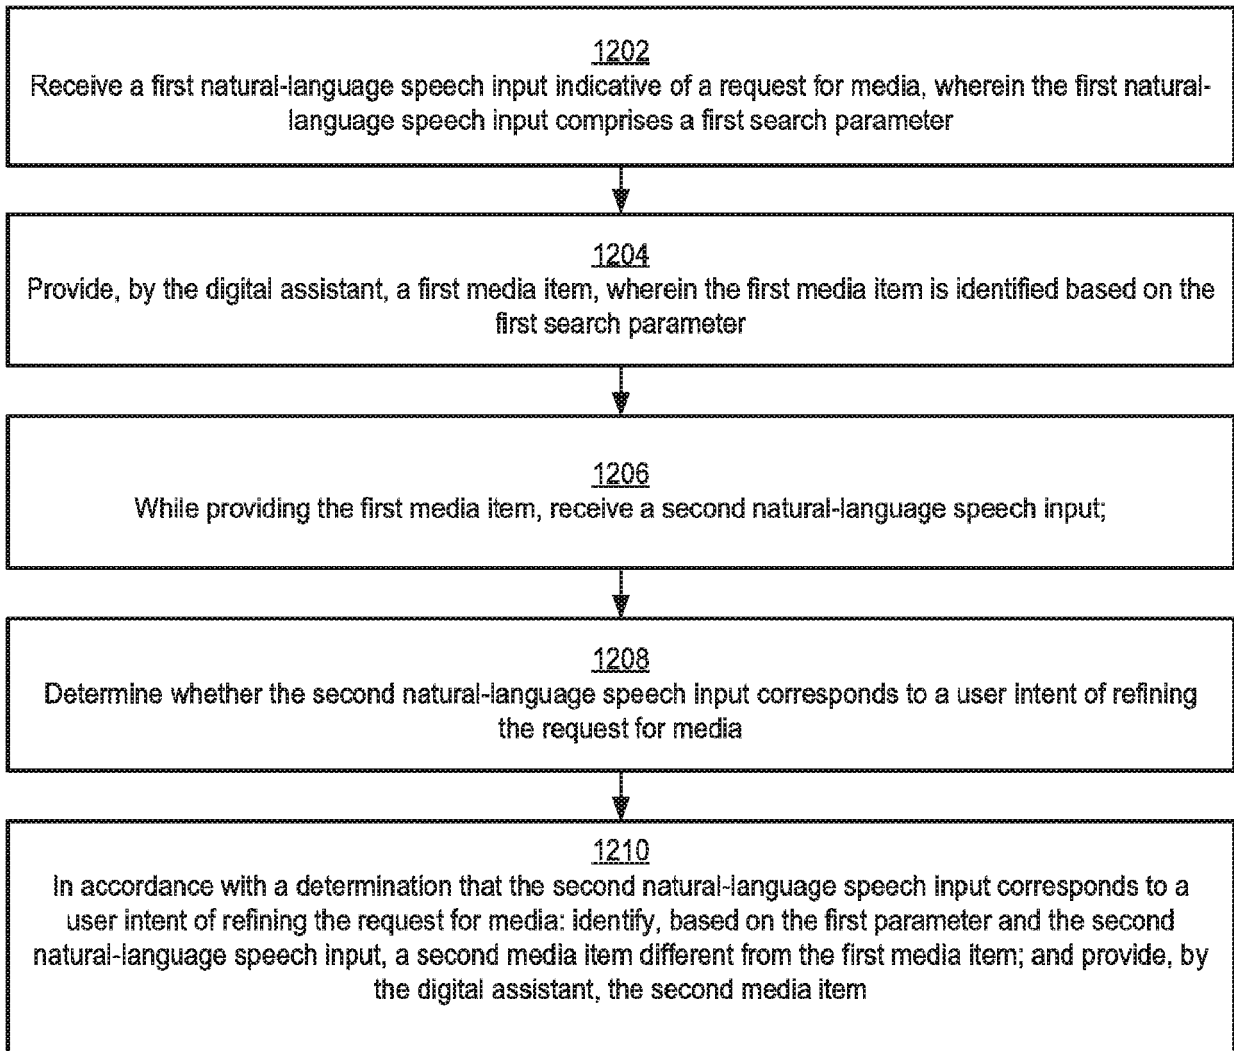 1202
Receive a first natural-language speech input indicative of a request for media, wherein the first natural-
language speech input comprises a first search parameter
1204
Provide, by the digital assistant, a first media item, wherein the first media item is identified based on the
first search parameter
1206
While providing the first media item, receive a second natural-language speech input;
1208
Determine whether the second natural-language speech input corresponds to a user intent of refining
the request for media
1210
In accordance with a determination that the second natural-language speech input corresponds to a
user intent of refining the request for media: identify, based on the first parameter and the second
natural-language speech input, a second media item different from the first media item; and provide, by
the digital assistant, the second media item